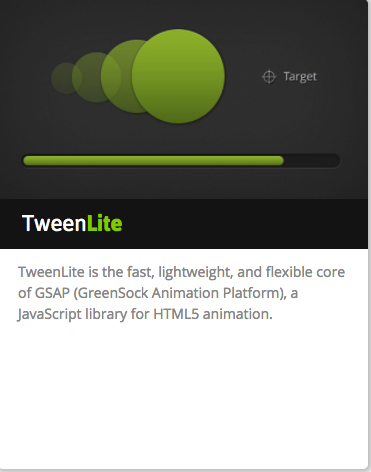 Target
TweenLite
TweenLite is the fast, lightweight, and flexible core
of GSAP (GreenSock Animation Platform), a
JavaScript library for HTML5 animation.